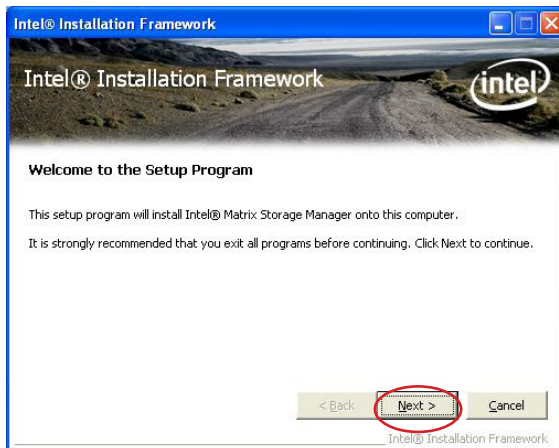 Intel® Installation Framework
Intel® Installation Framework
intel
Welcome to the Setup Program
This setup program will install Intel® Matrix Storage Manager onto this computer.
It is strongly recommended that you exit all programs before continuing. Click Next to continue.
< Back Next > Cancel
Intel® Installation Framework